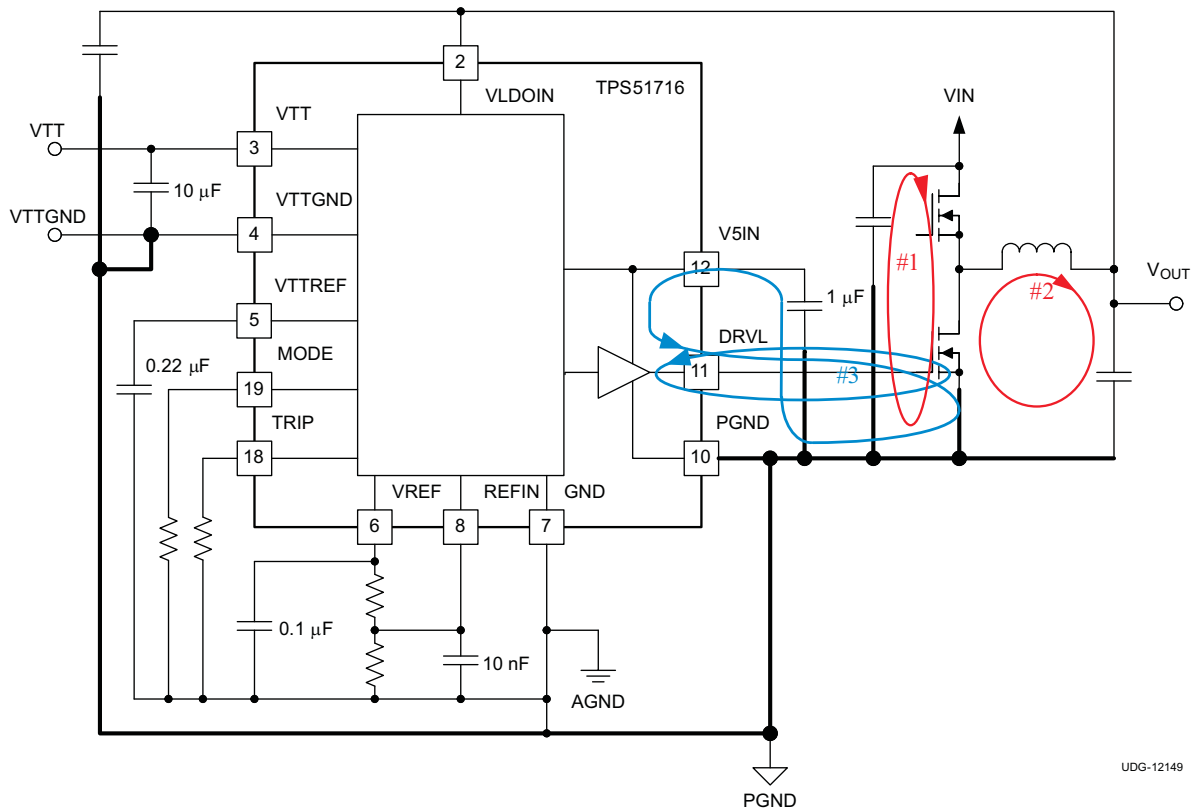 2
TPS51716
VLDOIN
VIN
VTT
VTT
3
10 µF
VTTGND
VTTGND
4
V5IN
12
VTTREF
5
1 µF
#1
#2
VOUT
MODE
DRVL
0.22 µF
19
11
#3
TRIP
PGND
18
10
VREF
REFIN
GND
6
8
7
0.1 µF
10 nF
AGND
PGND
UDG-12149